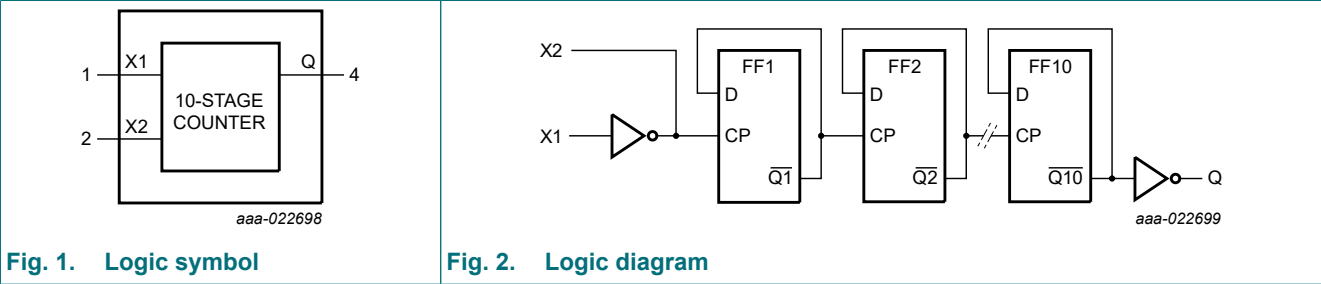 1
X1
Q
4
10-STAGE
COUNTER
2
X2
aaa-022698
Fig. 1. Logic symbol
X2
X1
FF1
D
CP
Q1
FF2
D
CP
Q2
FF10
D
CP
Q10
Q
aaa-022699
Fig. 2. Logic diagram